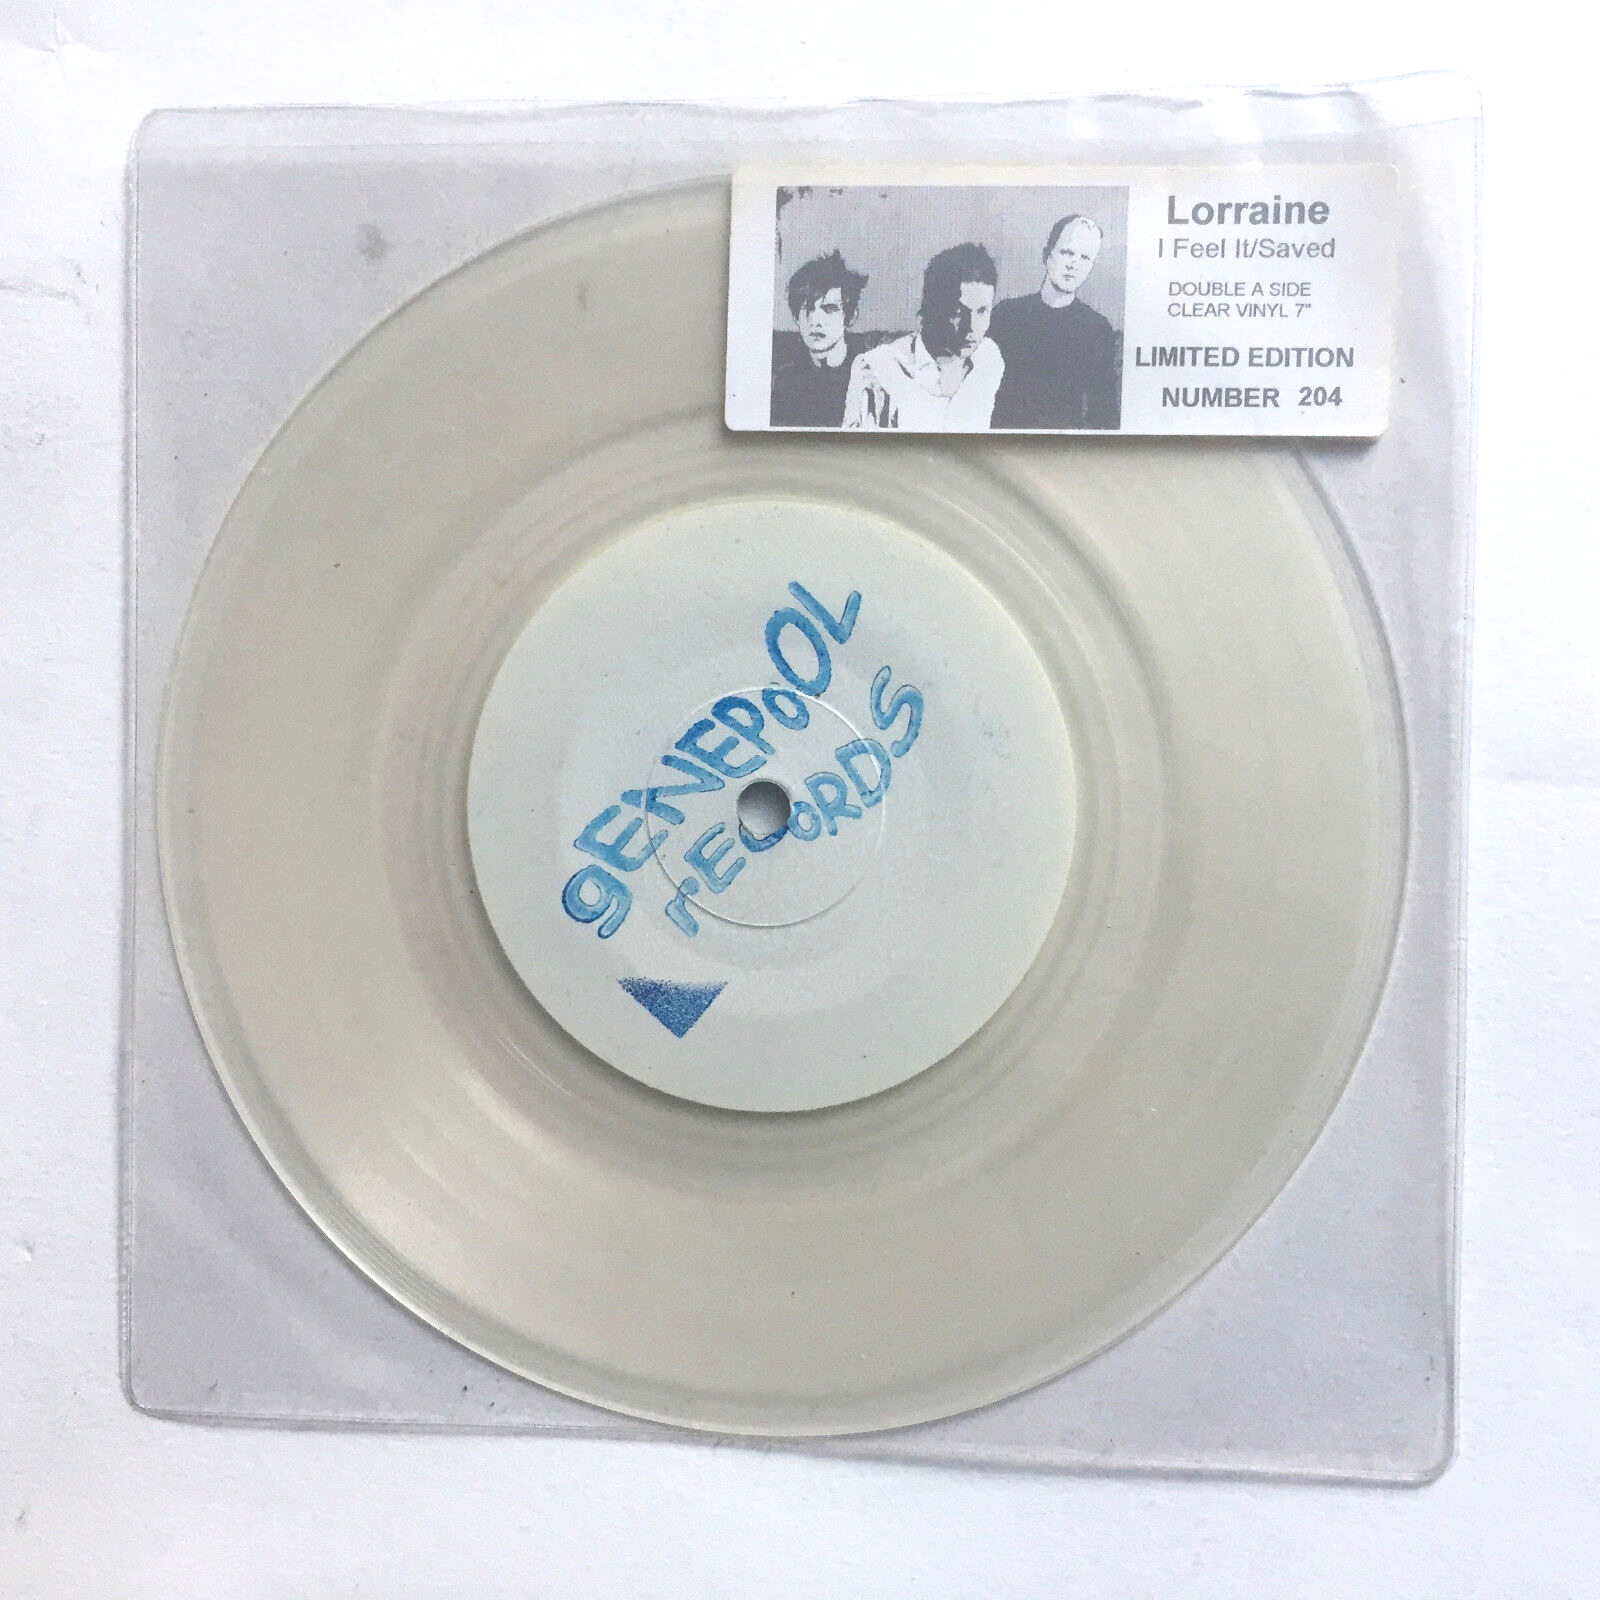 Lorraine
I Feel It/Saved
DOUBLE A SIDE
CLEAR VINYL 7"
LIMITED EDITION
NUMBER 204
gENEPoOL
rECoRDS